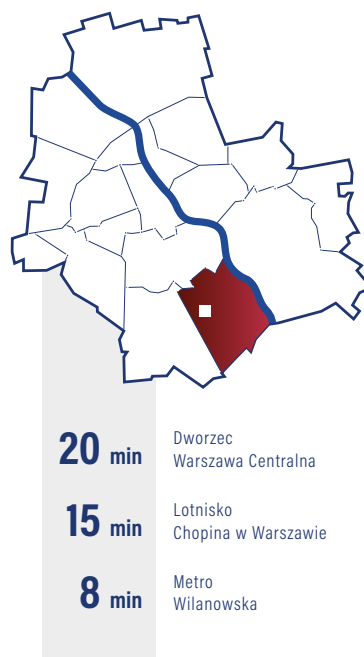 20 min
Dworzec
Warszawa Centralna
15 min
Lotnisko
Chopina w Warszawie
8 min
Metro
Wilanowska